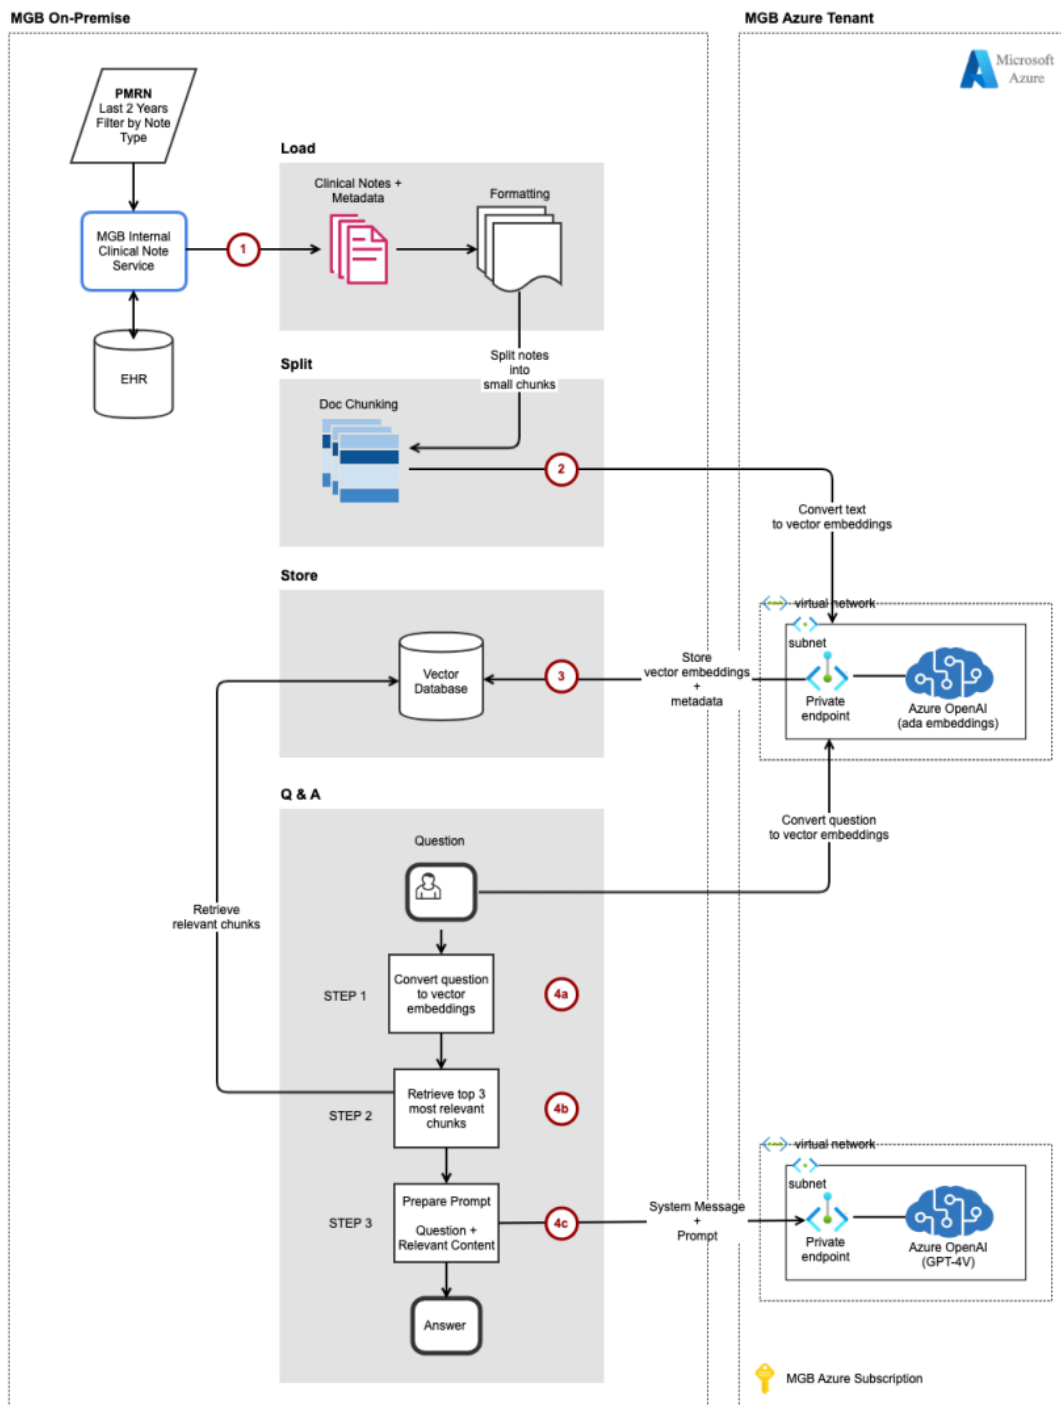 MGB On-Premise
MGB Azure Tenant
Microsoft
Azure
PMRN
Last 2 Years
Filter by Note
Type
MGB Internal
Clinical Note
Service
EHR
Load
Clinical Notes +
Metadata
Formatting
1
Split notes
into
small chunks
Split
Doc Chunking
2
Convert text
to vector embeddings
Store
Vector
Database
3
Store
vector embeddings
+
metadata
virtual network
subnet
Private
endpoint
Azure OpenAI
(ada embeddings)
Convert question
to vector embeddings
Q & A
Question
Retrieve
relevant chunks
STEP 1
Convert question
to vector
embeddings
4a
STEP 2
Retrieve top 3
most relevant
chunks
4b
STEP 3
Prepare Prompt
Question +
Relevant Content
4c
System Message
+
Prompt
virtual network
subnet
Private
endpoint
Azure OpenAI
(GPT-4V)
Answer
MGB Azure Subscription